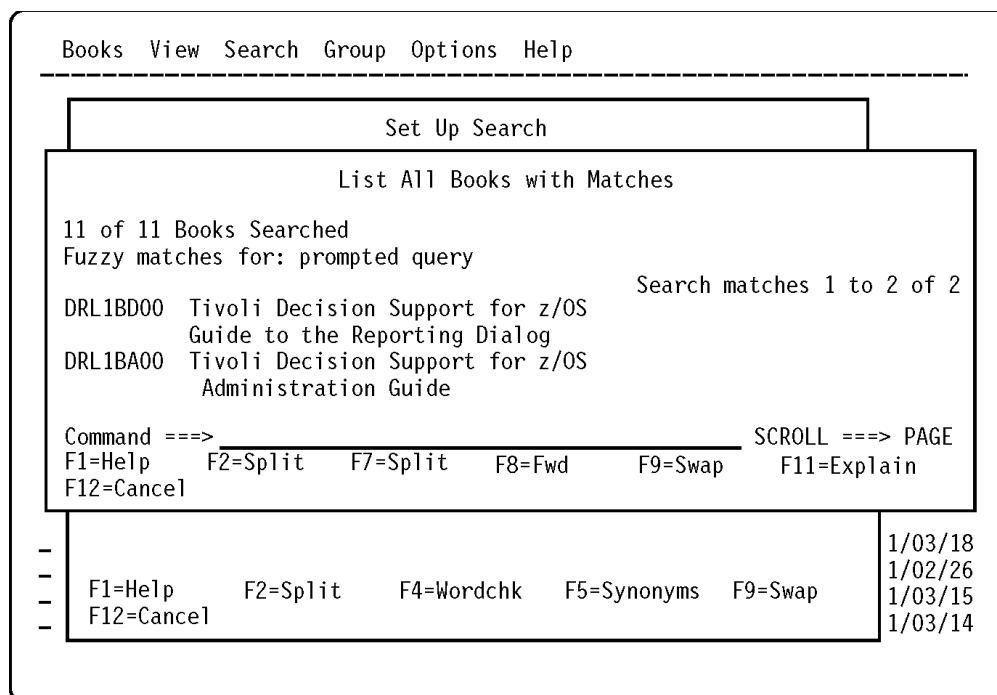 Books View Search Group Options Help
Set Up Search
List All Books with Matches
11 of 11 Books Searched
Fuzzy matches for: prompted query
Search matches 1 to 2 of 2
DRL1BD00 Tivoli Decision Support for z/OS
Guide to the Reporting Dialog
DRL1BA00 Tivoli Decision Support for z/OS
Administration Guide
Command ===> SCROLL ===> PAGE
F1=Help F2=Split F7=Split F8=Fwd F9=Swap F11=Explain
F12=Cancel
1/03/18
1/02/26
F1=Help F2=Split F4=Wordchk F5=Synonyms F9=Swap 1/03/15
F12=Cancel 1/03/14